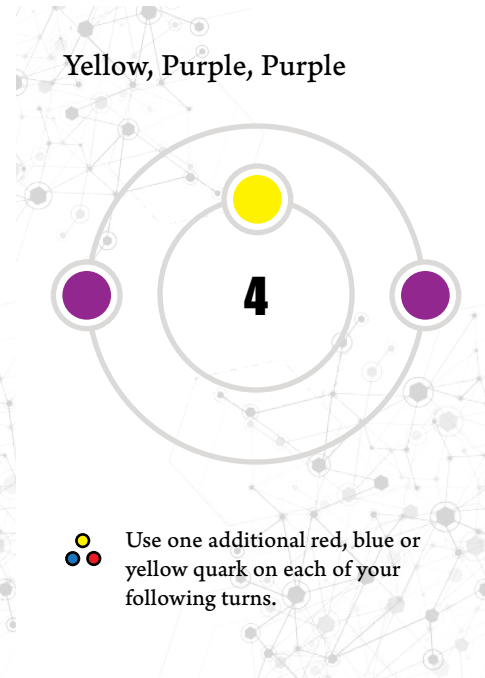 Yellow, Purple, Purple
4
Use one additional red, blue or
yellow quark on each of your
following turns.